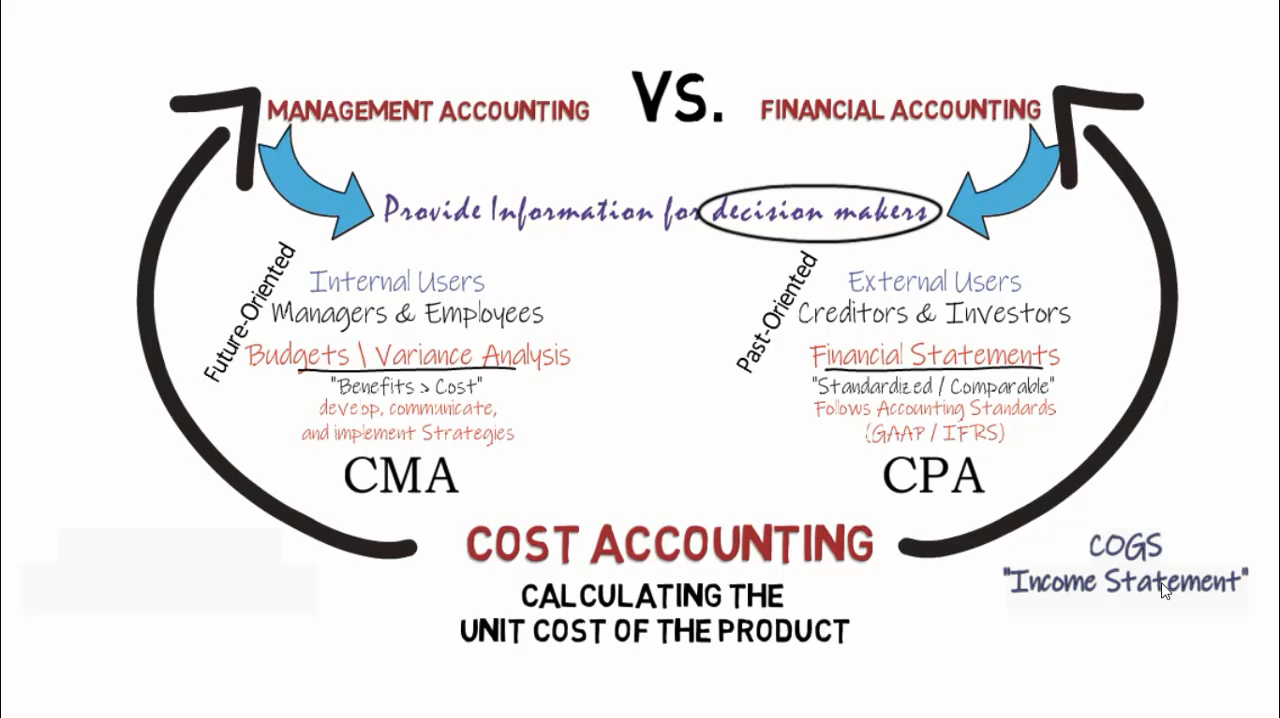 MANAGEMENT ACCOUNTING VS. FINANCIAL ACCOUNTING
Provide Information for decision makers
Future-Oriented
Internal Users
Managers & Employees
Budgets \ Variance Analysis
"Benefits > Cost"
develop, communicate,
and implement Strategies
CMA
Past-Oriented
External Users
Creditors & Investors
Financial Statements
"Standardized / Comparable"
Follows Accounting Standards
(GAAP / IFRS)
CPA
COST ACCOUNTING
CALCULATING THE
UNIT COST OF THE PRODUCT
COGS
"Income Statement"